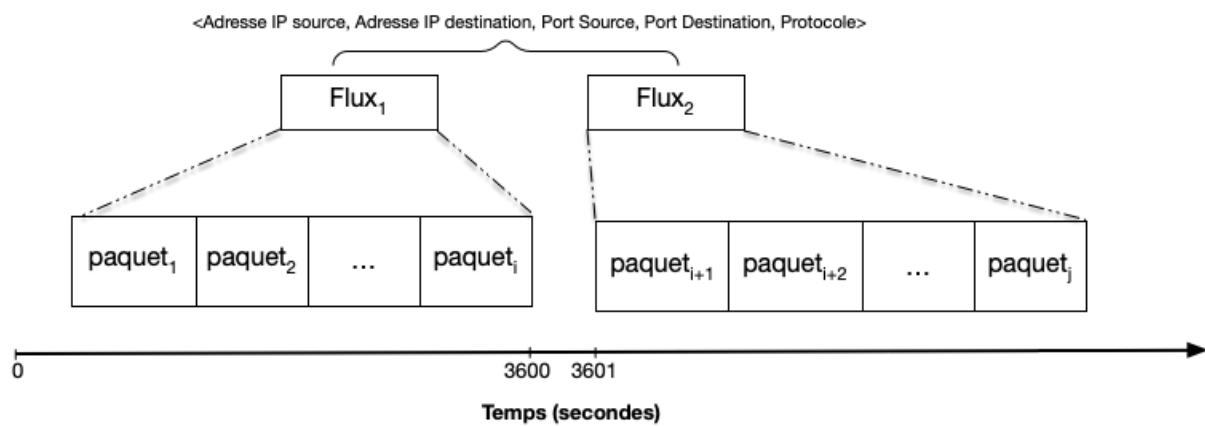 <Adresse IP source, Adresse IP destination, Port Source, Port Destination, Protocole>
Flux₁ Flux₂
paquet₁ paquet₂ ... paquetᵢ paquetᵢ₊₁ paquetᵢ₊₂ ... paquetⱼ
0 3600 3601
Temps (secondes)